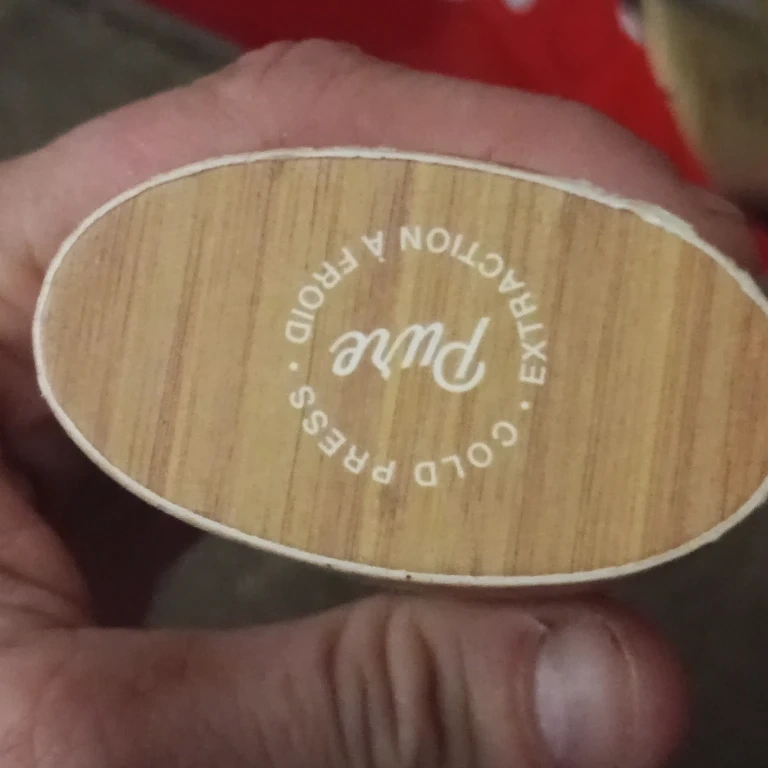 COLD PRESS •
Pure
EXTRACTION À FROID •